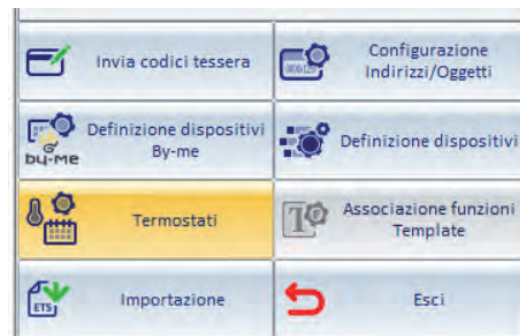 Invia codici tessera
Configurazione
Indirizzi/Oggetti
Definizione dispositivi
By-me
by-me
Definizione dispositivi
Termostati
Associazione funzioni
Template
Importazione
ETS
Esci